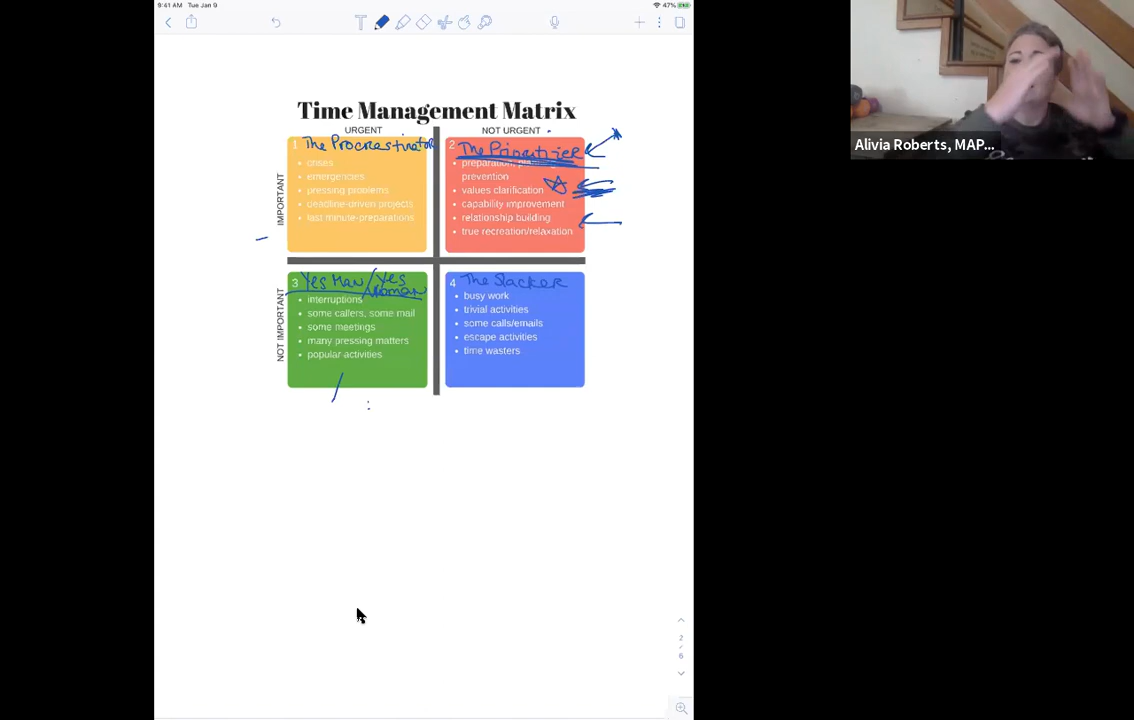 9:41 AM Tue Jan 9
47%
Time Management Matrix
URGENT
NOT URGENT
IMPORTANT
1 The Procrastinator
crises
emergencies
pressing problems
deadline-driven projects
last minute-preparations
2 The Prioritizer
preparation,
prevention
values clarification
capability improvement
relationship building
true recreation/relaxation
NOT IMPORTANT
3 Yes Man/Yes
Woman
interruptions
some callers, some mail
some meetings
many pressing matters
popular activities
4 The Slacker
busy work
trivial activities
some calls/emails
escape activities
time wasters
2
/
6
Alivia Roberts, MAP...